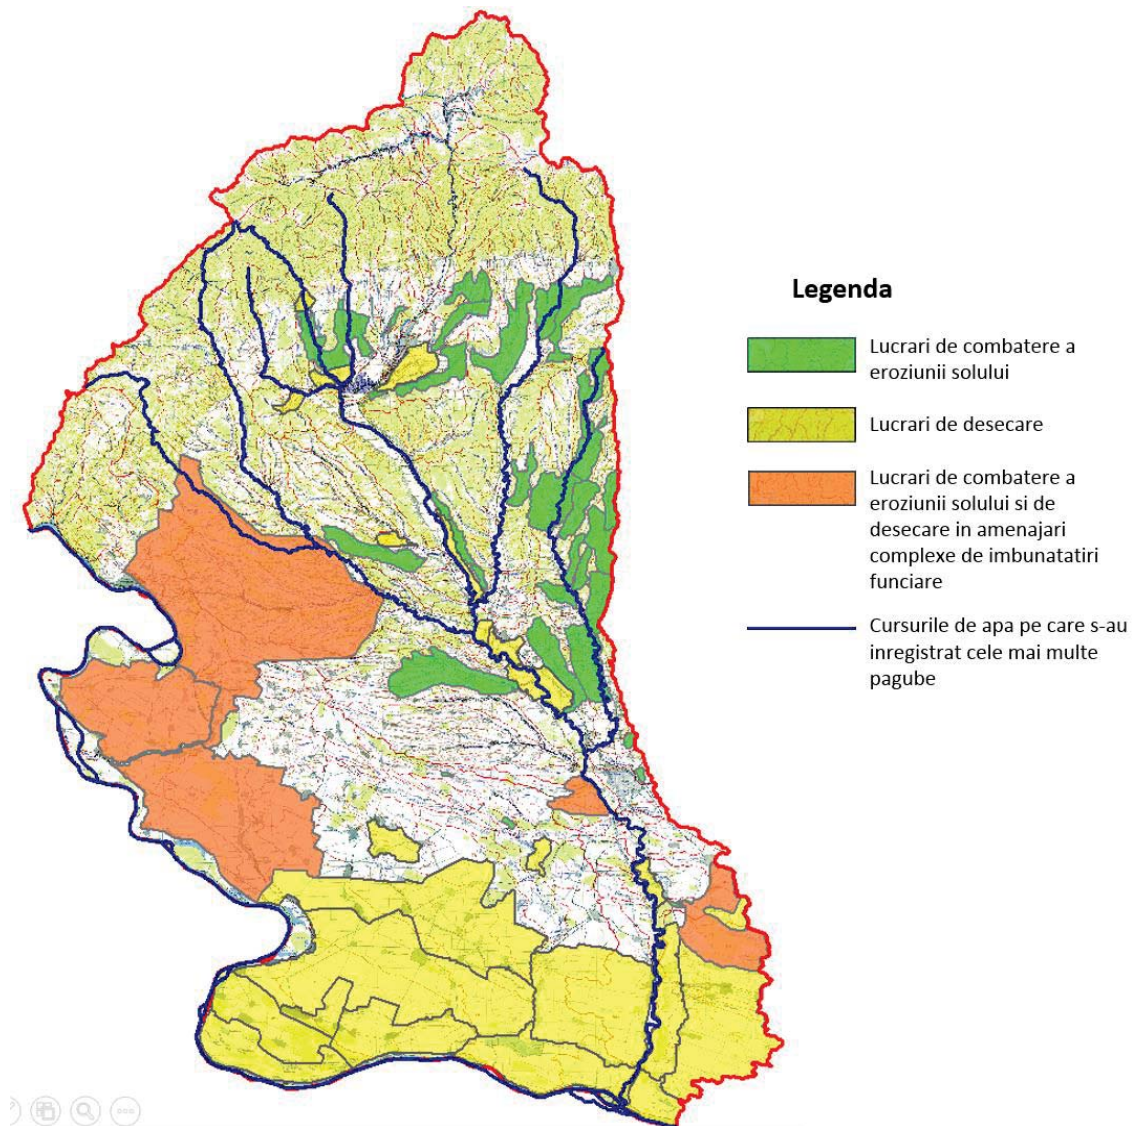 Legenda
Lucrari de combatere a
eroziunii solului
Lucrari de desecare
Lucrari de combatere a
eroziunii solului si de
desecare in amenajari
complexe de imbunatatiri
funciare
Cursurile de apa pe care s-au
inregistrat cele mai multe
pagube